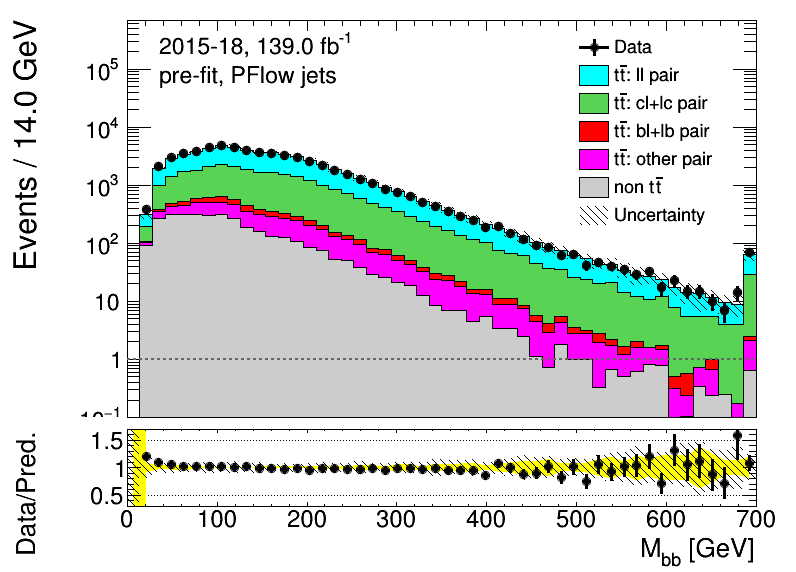 2015-18, 139.0 fb⁻¹
pre-fit, PFlow jets
Data
tt̄: ll pair
tt̄: cl+lc pair
tt̄: bl+lb pair
tt̄: other pair
non tt̄
Uncertainty
Events / 14.0 GeV
10⁵
10⁴
10³
10²
10
1
10⁻¹
Data/Pred.
1.5
1
0.5
0 100 200 300 400 500 600 700
M_bb [GeV]